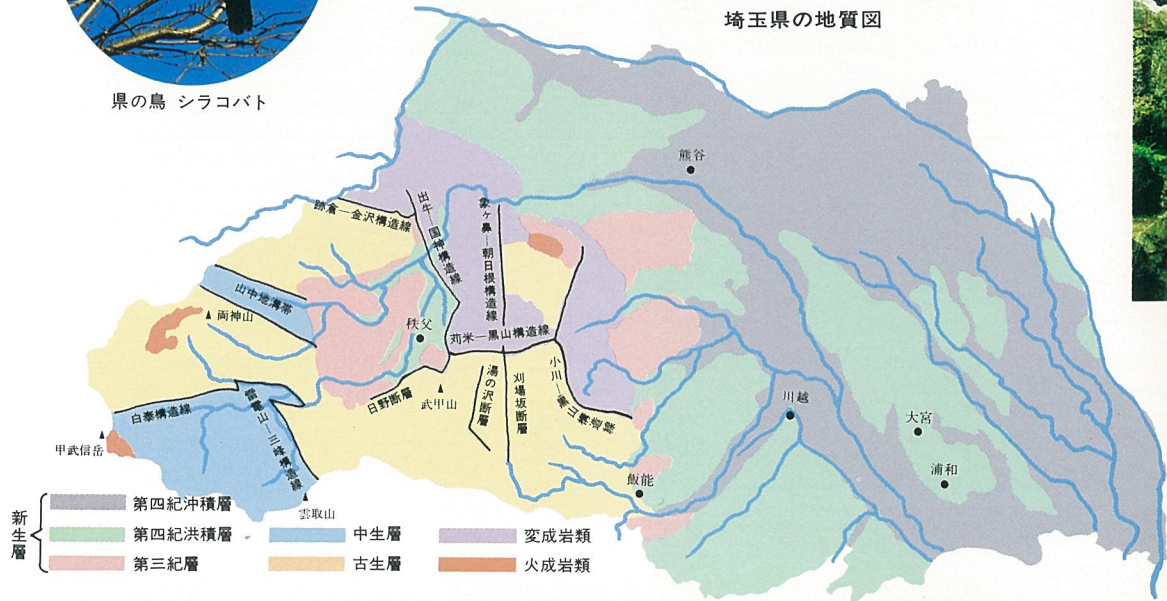 埼玉県の地質図
県の鳥 シラコバト
熊谷
跡倉―金沢構造線
出牛―国神構造線
象ヶ鼻―朝日根構造線
山中地溝帯
両神山
秩父
苅米―黒山構造線
日野断層
武甲山
湯の沢断層
刈場坂断層
小川―黒山構造線
白泰構造線
雷電山―三峰構造線
甲武信岳
雲取山
川越
大宮
浦和
飯能
新生層
第四紀沖積層
第四紀洪積層
第三紀層
中生層
古生層
変成岩類
火成岩類